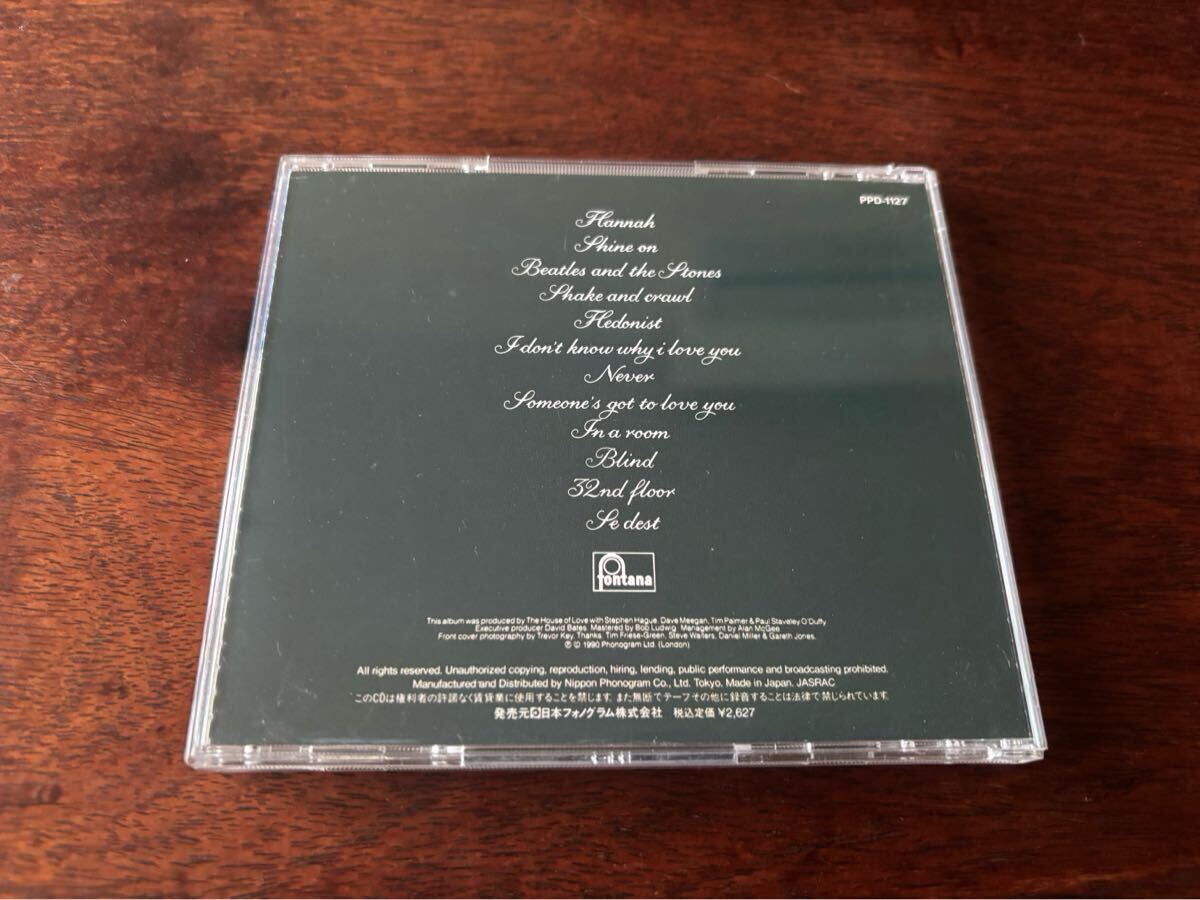 PPD-1127
Hannah
Shine on
Beatles and the Stones
Shake and crawl
Hedonist
I don't know why i love you
Never
Someone's got to love you
In a room
Blind
32nd floor
Se dest
fontana
This album was produced by The House of Love with Stephen Hague, Dave Meegan, Tim Palmer & Paul Staveley O'Duffy
Executive producer David Bates. Mastered by Bob Ludwig. Management by Alan McGee
Front cover photography by Trevor Key, Thanks, Tim Friese-Green, Steve Walters, Daniel Miller & Gareth Jones.
℗ © 1990 Phonogram Ltd. (London)
All rights reserved. Unauthorized copying, reproduction, hiring, lending, public performance and broadcasting prohibited.
Manufactured and Distributed by Nippon Phonogram Co., Ltd. Tokyo. Made in Japan. JASRAC
このCDは権利者の許諾なく賃貸業に使用することを禁じます。また無断でテープその他に録音することは法律で禁じられています。
発売元 日本フォノグラム株式会社 税込定価 ¥2,627